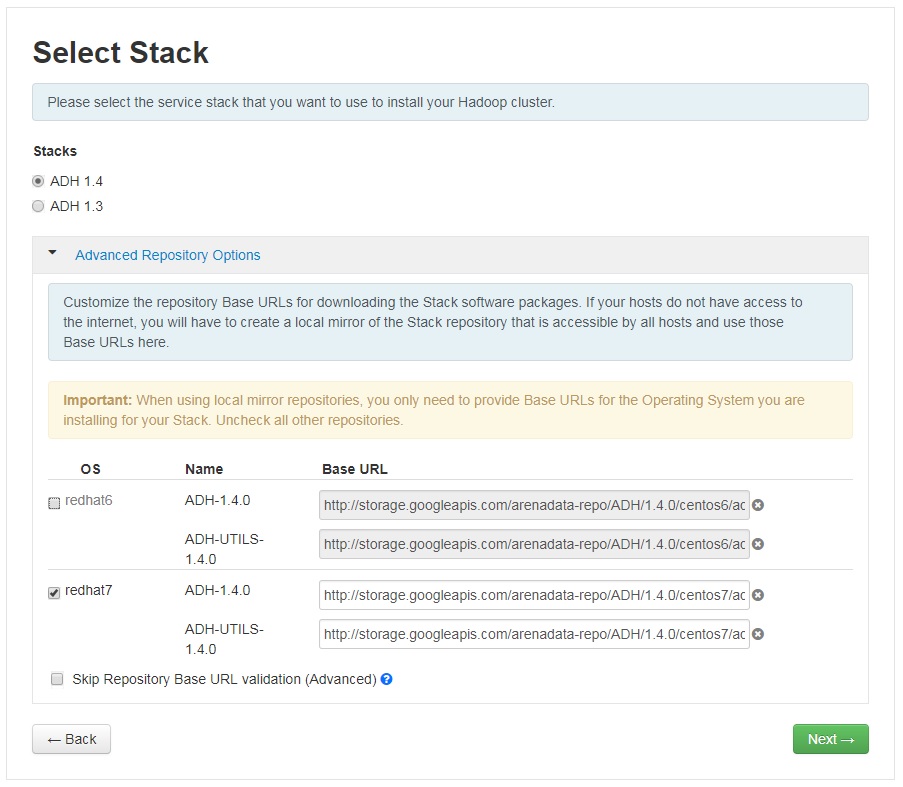 Select Stack
Please select the service stack that you want to use to install your Hadoop cluster.
Stacks
ADH 1.4
ADH 1.3
Advanced Repository Options
Customize the repository Base URLs for downloading the Stack software packages. If your hosts do not have access to
the internet, you will have to create a local mirror of the Stack repository that is accessible by all hosts and use those
Base URLs here.
Important: When using local mirror repositories, you only need to provide Base URLs for the Operating System you are
installing for your Stack. Uncheck all other repositories.
OS Name Base URL
redhat6 ADH-1.4.0 http://storage.googleapis.com/arenadata-repo/ADH/1.4.0/centos6/ad
ADH-UTILS-
1.4.0 http://storage.googleapis.com/arenadata-repo/ADH/1.4.0/centos6/ad
redhat7 ADH-1.4.0 http://storage.googleapis.com/arenadata-repo/ADH/1.4.0/centos7/ad
ADH-UTILS-
1.4.0 http://storage.googleapis.com/arenadata-repo/ADH/1.4.0/centos7/ad
Skip Repository Base URL validation (Advanced) ?
← Back
Next →